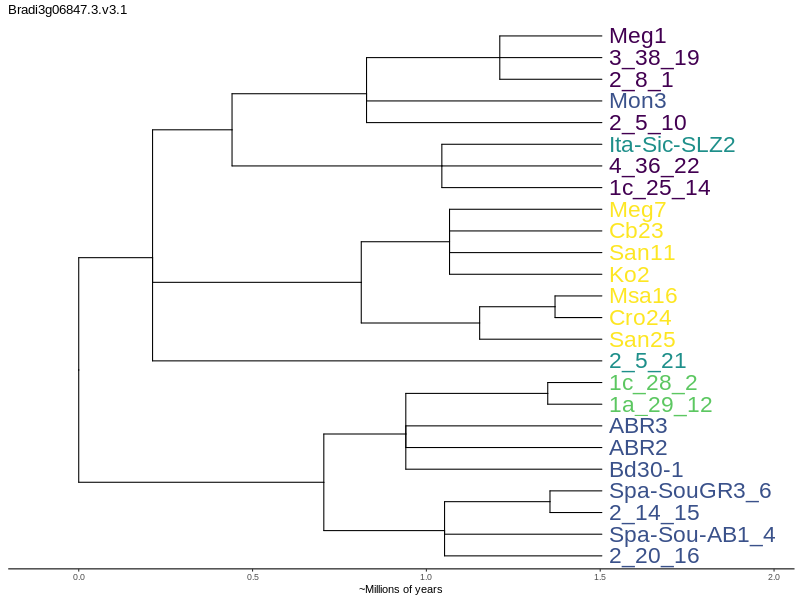 Bradi3g06847.3.v3.1
Meg1
3_38_19
2_8_1
Mon3
2_5_10
Ita-Sic-SLZ2
4_36_22
1c_25_14
Meg7
Cb23
San11
Ko2
Msa16
Cro24
San25
2_5_21
1c_28_2
1a_29_12
ABR3
ABR2
Bd30-1
Spa-SouGR3_6
2_14_15
Spa-Sou-AB1_4
2_20_16
0.0 0.5 1.0 1.5 2.0
~Millions of years